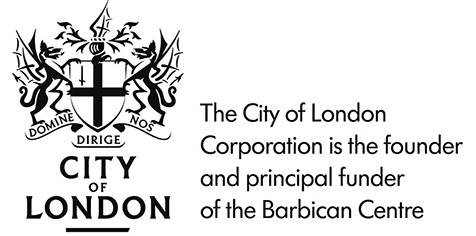 DOMINE DIRIGE NOS
CITY
OF
LONDON
The City of London
Corporation is the founder
and principal funder
of the Barbican Centre